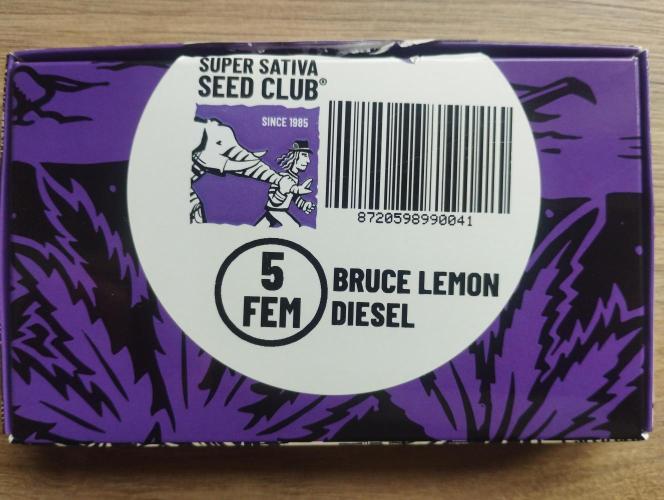 SUPER SATIVA
SEED CLUB®
SINCE 1985
8720598990041
5
FEM
BRUCE LEMON
DIESEL